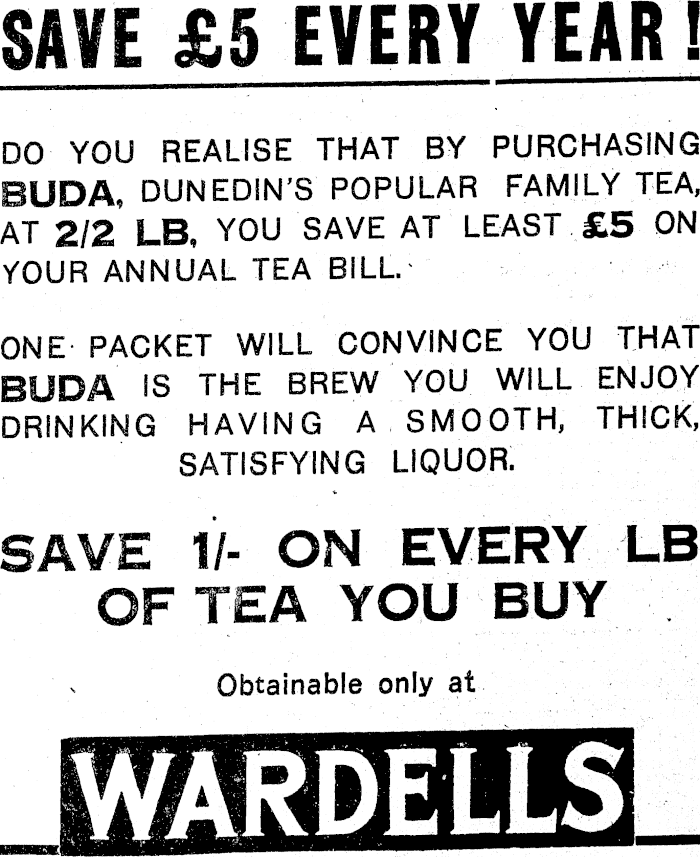 SAVE £5 EVERY YEAR!
DO YOU REALISE THAT BY PURCHASING
BUDA, DUNEDIN'S POPULAR FAMILY TEA,
AT 2/2 LB, YOU SAVE AT LEAST £5 ON
YOUR ANNUAL TEA BILL.
ONE PACKET WILL CONVINCE YOU THAT
BUDA IS THE BREW YOU WILL ENJOY
DRINKING HAVING A SMOOTH, THICK,
SATISFYING LIQUOR.
SAVE 1/- ON EVERY LB
OF TEA YOU BUY
Obtainable only at
WARDELLS